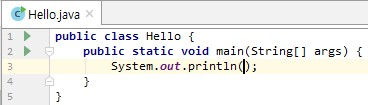 Hello.java
1 public class Hello {
2     public static void main(String[] args) {
3         System.out.println();
4     }
5 }